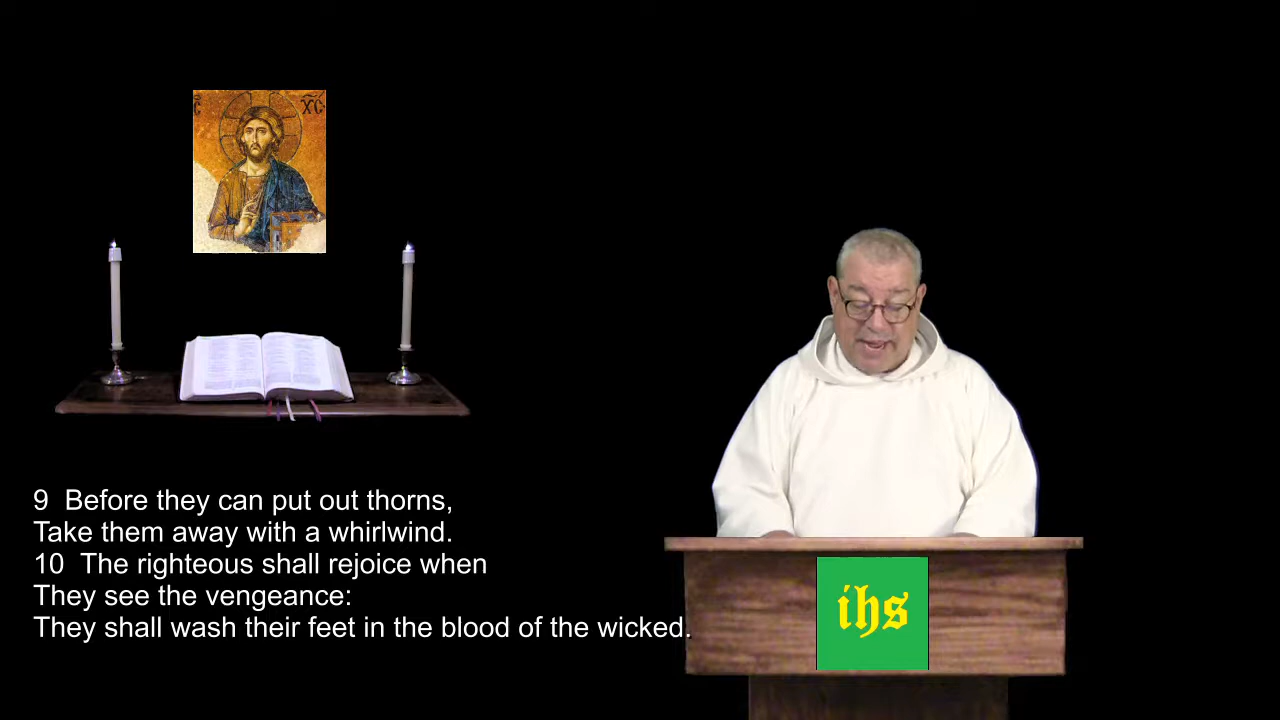 XC
9 Before they can put out thorns,
Take them away with a whirlwind.
10 The righteous shall rejoice when
They see the vengeance:
They shall wash their feet in the blood of the wicked.
ihs